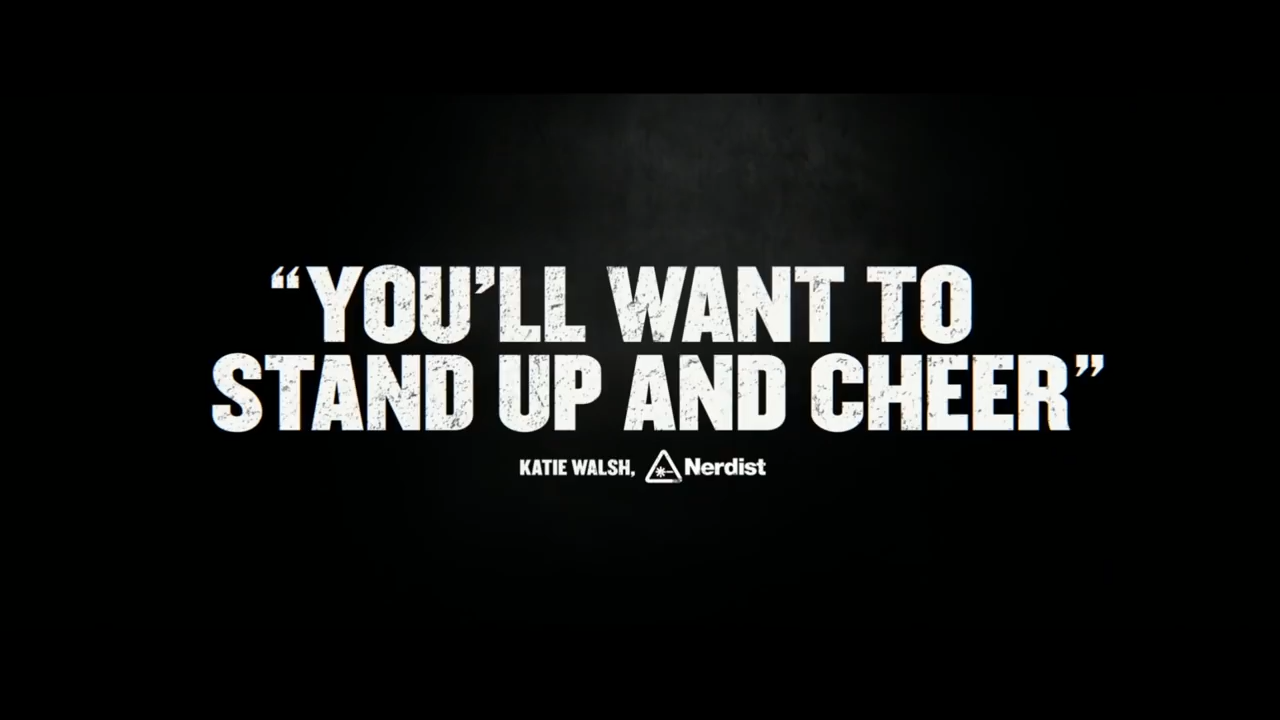 “YOU’LL WANT TO
STAND UP AND CHEER”
KATIE WALSH, Nerdist